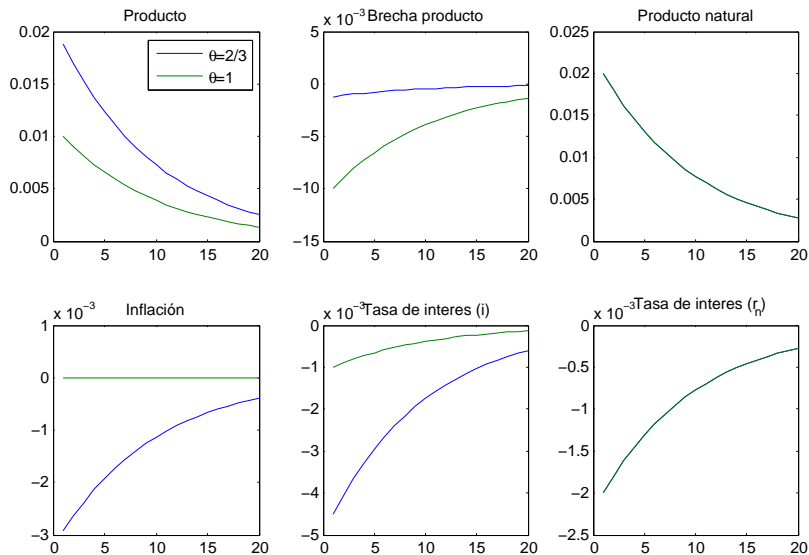 Producto
0.02
0.015
0.01
0.005
0
0 5 10 15 20
θ=2/3
θ=1
x 10⁻³ Brecha producto
5
0
−5
−10
−15
0 5 10 15 20
Producto natural
0.025
0.02
0.015
0.01
0.005
0
0 5 10 15 20
x 10⁻³ Inflación
1
0
−1
−2
−3
0 5 10 15 20
x 10⁻³ Tasa de interes (i)
0
−1
−2
−3
−4
−5
0 5 10 15 20
x 10⁻³ Tasa de interes (rₙ)
0
−0.5
−1
−1.5
−2
−2.5
0 5 10 15 20